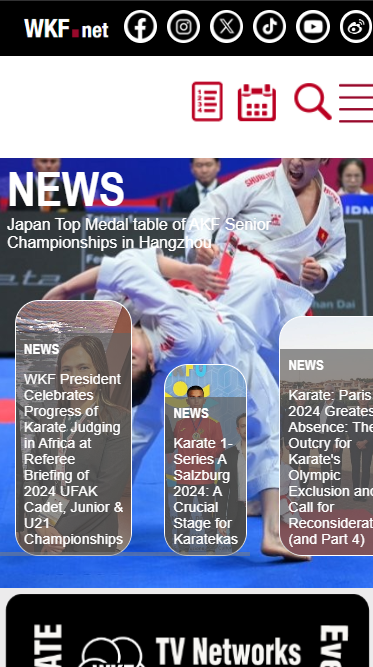 WKF.net
NEWS
Japan Top Medal table of AKF Senior
Championships in Hangzhou
NEWS
WKF President
Celebrates
Progress of
Karate Judging
in Africa at
Referee
Briefing of
2024 UFAK
Cadet, Junior &
U21
Championships
NEWS
Karate 1-
Series A
Salzburg
2024: A
Crucial
Stage for
Karatekas
NEWS
Karate: Paris
2024 Greates
Absence: The
Outcry for
Karate's
Olympic
Exclusion and
Call for
Reconsiderat
(and Part 4)
ATE
WKF
TV Networks
Eve